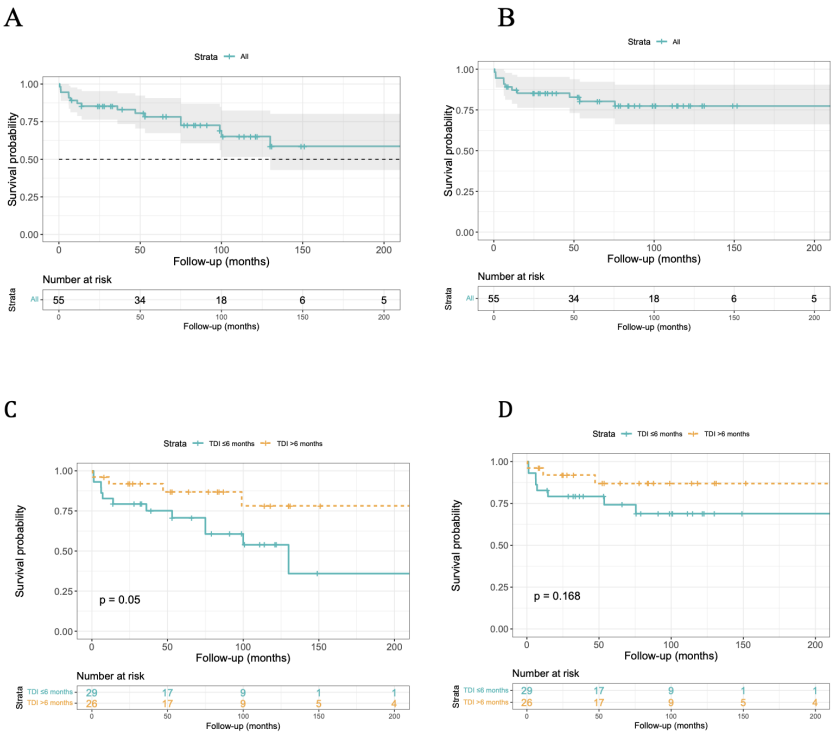 A
Strata All
Survival probability
1.00
0.75
0.50
0.25
0.00
0 50 100 150 200
Follow-up (months)
Number at risk
Strata
All 55 34 18 6 5
0 50 100 150 200
Follow-up (months)
B
Strata All
Survival probability
1.00
0.75
0.50
0.25
0.00
0 50 100 150 200
Follow-up (months)
Number at risk
Strata
All 55 34 18 6 5
0 50 100 150 200
Follow-up (months)
C
Strata TDI ≤6 months TDI >6 months
Survival probability
1.00
0.75
0.50
0.25
0.00
p = 0.05
0 50 100 150 200
Follow-up (months)
Number at risk
Strata
TDI ≤6 months 29 17 9 1 1
TDI >6 months 26 17 9 5 4
0 50 100 150 200
Follow-up (months)
D
Strata TDI ≤6 months TDI >6 months
Survival probability
1.00
0.75
0.50
0.25
0.00
p = 0.168
0 50 100 150 200
Follow-up (months)
Number at risk
Strata
TDI ≤6 months 29 17 9 1 1
TDI >6 months 26 17 9 5 4
0 50 100 150 200
Follow-up (months)